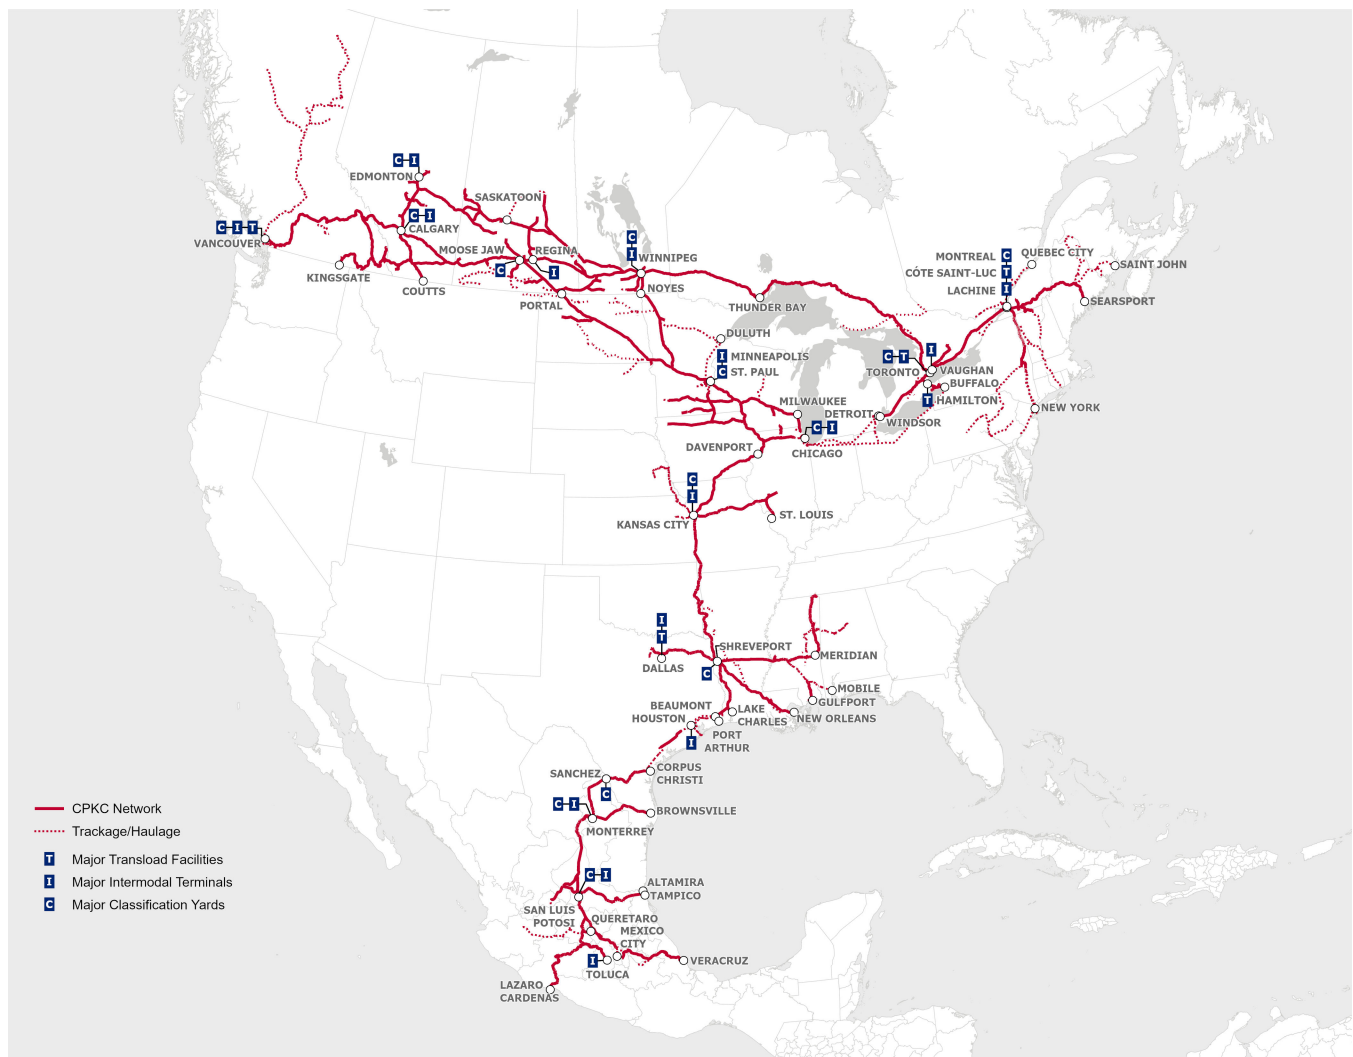 C I
EDMONTON
SASKATOON
C I T
VANCOUVER
C I
CALGARY
MOOSE JAW
REGINA
C
I
C
I
WINNIPEG
KINGSGATE
COUTTS
PORTAL
NOYES
THUNDER BAY
DULUTH
MONTREAL C
CÓTE SAINT-LUC T
LACHINE I
QUEBEC CITY
SAINT JOHN
SEARSPORT
I MINNEAPOLIS
C ST. PAUL
C T
I
TORONTO
VAUGHAN
BUFFALO
T HAMILTON
MILWAUKEE
DETROIT
WINDSOR
NEW YORK
C I
DAVENPORT
CHICAGO
C
I
KANSAS CITY
ST. LOUIS
I
T
DALLAS
SHREVEPORT
C
MERIDIAN
MOBILE
GULFPORT
NEW ORLEANS
BEAUMONT
HOUSTON
LAKE
CHARLES
PORT
ARTHUR
I
SANCHEZ
CORPUS
CHRISTI
C
C I
BROWNSVILLE
MONTERREY
C I
ALTAMIRA
TAMPICO
SAN LUIS
POTOSI
QUERETARO
MEXICO
CITY
I
TOLUCA
VERACRUZ
LAZARO
CARDENAS
CPKC Network
Trackage/Haulage
T Major Transload Facilities
I Major Intermodal Terminals
C Major Classification Yards